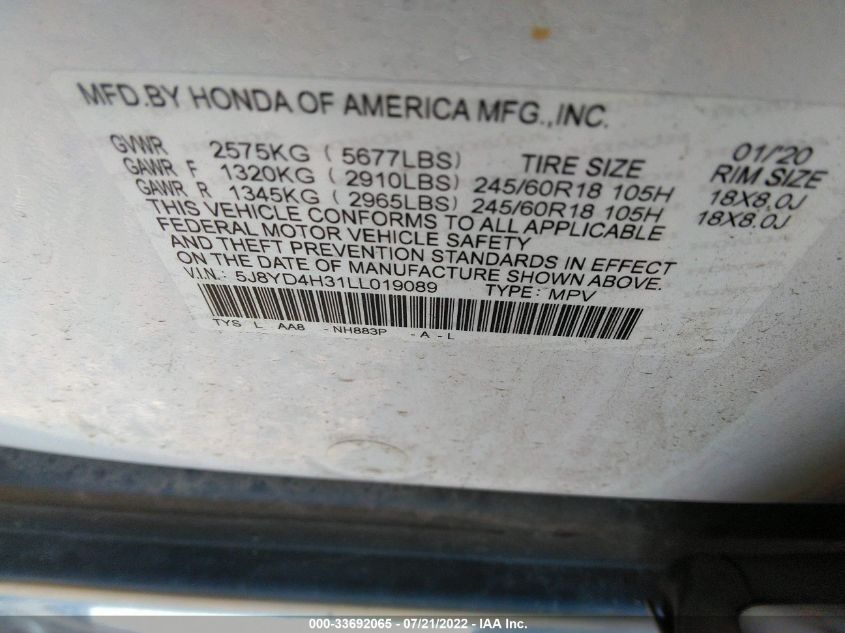 MFD.BY HONDA OF AMERICA MFG.,INC.
01/'20
GVWR 2575KG ( 5677LBS) TIRE SIZE RIM SIZE
GAWR F 1320KG ( 2910LBS) 245/60R18 105H 18X8.0J
GAWR R 1345KG ( 2965LBS) 245/60R18 105H 18X8.0J
THIS VEHICLE CONFORMS TO ALL APPLICABLE
FEDERAL MOTOR VEHICLE SAFETY
AND THEFT PREVENTION STANDARDS IN EFFECT
ON THE DATE OF MANUFACTURE SHOWN ABOVE.
V.I.N.: 5J8YD4H31LL019089 TYPE: MPV
TYS L AA8 - NH883P - A - L
000-33692065 - 07/21/2022 - IAA Inc.